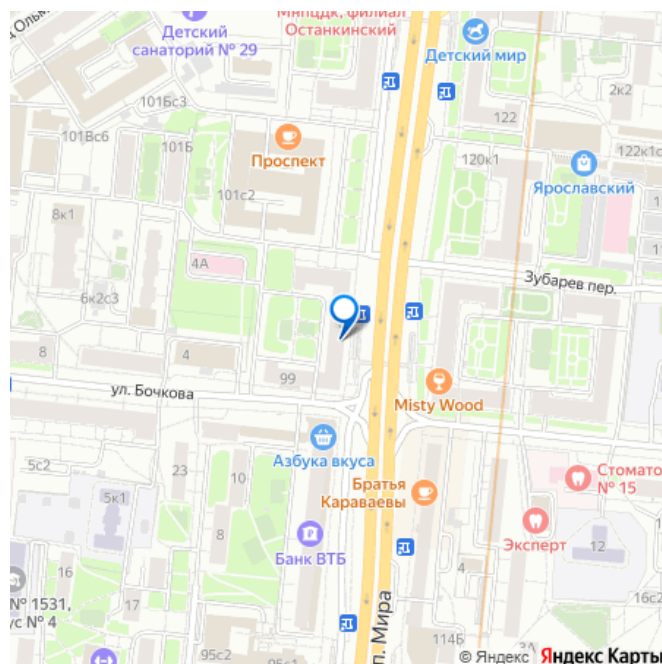 Мнпцдк, филиал
Останкинский
Детский
санаторий № 29
Детский мир
2к2
101Бс3
122
101Вс6
101Б
Проспект
120к1
122к1с
Ярославский
101с2
8к1
4А
Зубарев пер.
6к2с3
8
4
99
ул. Бочкова
Misty Wood
Азбука вкуса
5с2
23
10
Братья
Караваевы
Стомато
№ 15
5к1
8
Банк ВТБ
Эксперт
12
16
4
№ 1531,
ус № 4
17
16с2
п. Мира
114Б
3А
95с2
© Яндекс Яндекс Карты